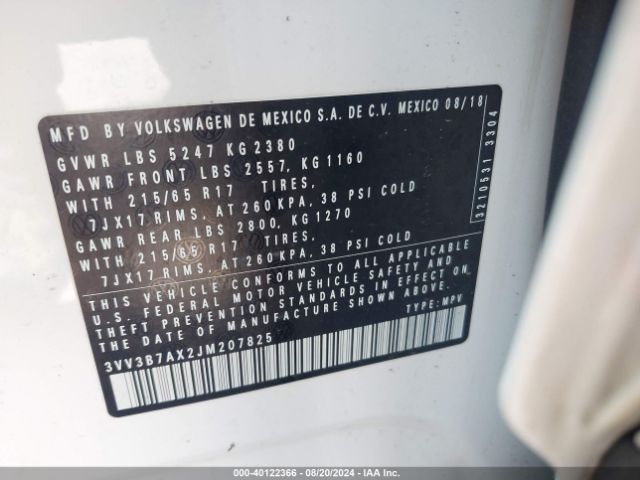 MFD BY VOLKSWAGEN DE MEXICO S.A. DE C.V. MEXICO 08/18
GVWR LBS 5247 KG 2380
GAWR FRONT LBS 2557, KG 1160
WITH 215/65 R17 TIRES,
7JX17 RIMS, AT 260 KPA, 38 PSI COLD
GAWR REAR LBS 2800, KG 1270
WITH 215/65 R17 TIRES,
7JX17 RIMS, AT 260 KPA, 38 PSI COLD
THIS VEHICLE CONFORMS TO ALL APPLICABLE
U.S. FEDERAL MOTOR VEHICLE SAFETY AND
THEFT PREVENTION STANDARDS IN EFFECT ON
THE DATE OF MANUFACTURE SHOWN ABOVE.
3VV3B7AX2JM207825 TYPE: MPV
3210531 3304
000-40122366 - 08/20/2024 - IAA Inc.